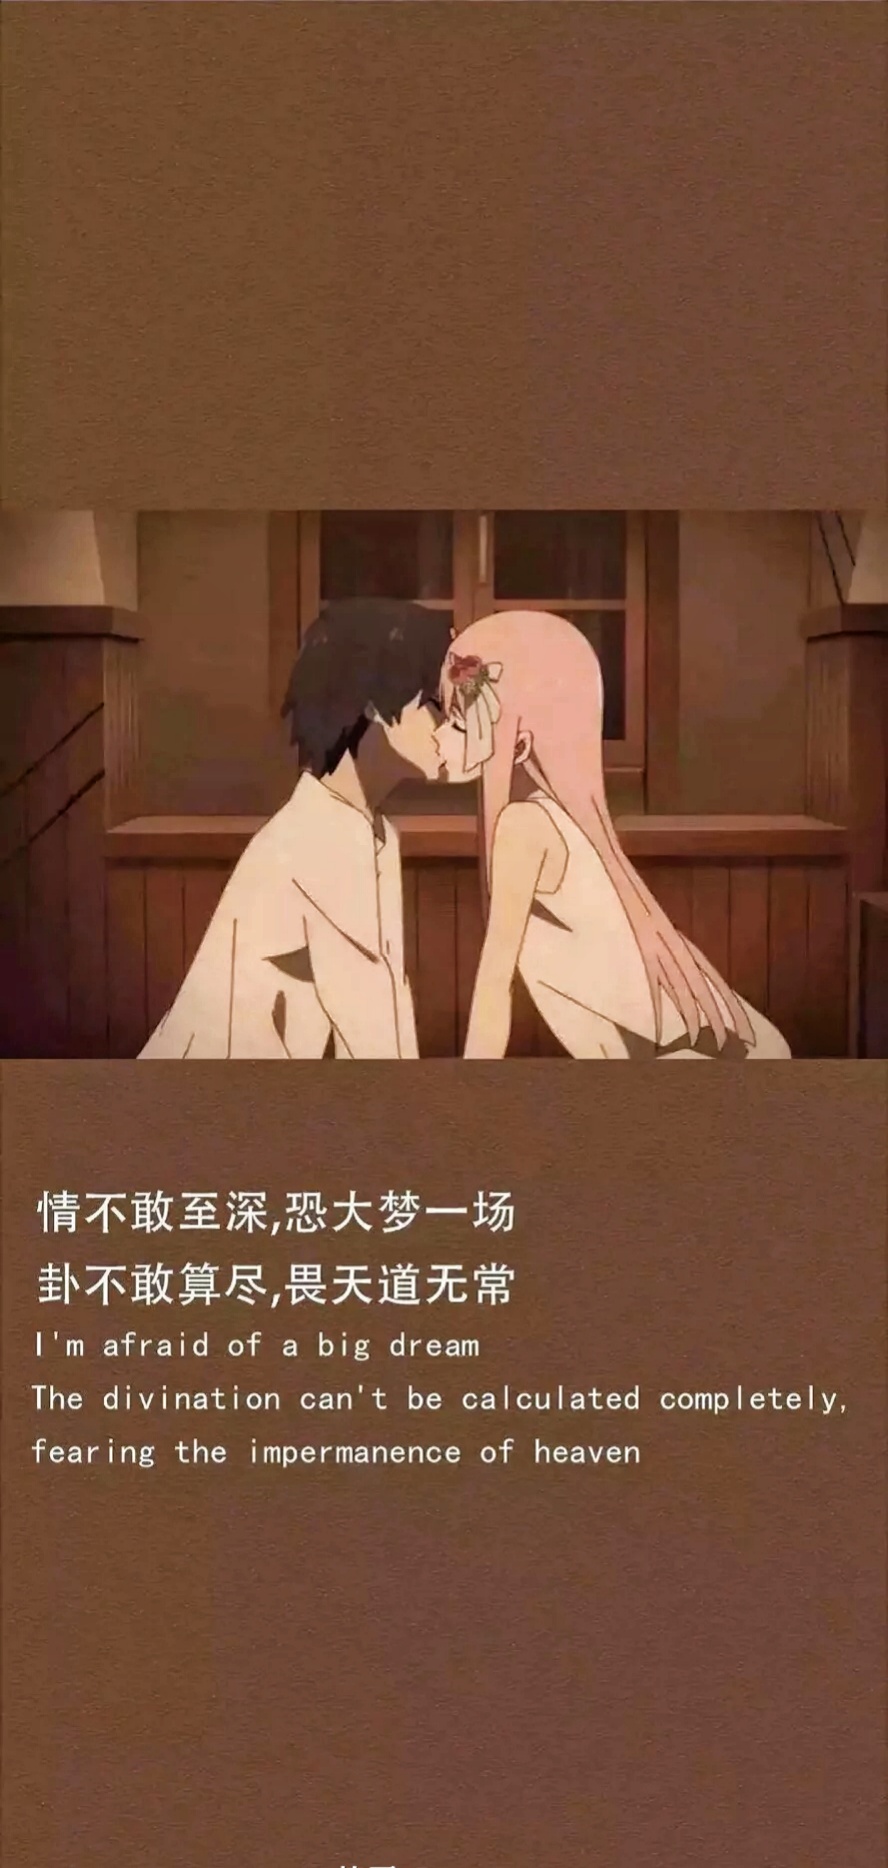 情不敢至深,恐大梦一场
卦不敢算尽,畏天道无常
I'm afraid of a big dream
The divination can't be calculated completely,
fearing the impermanence of heaven